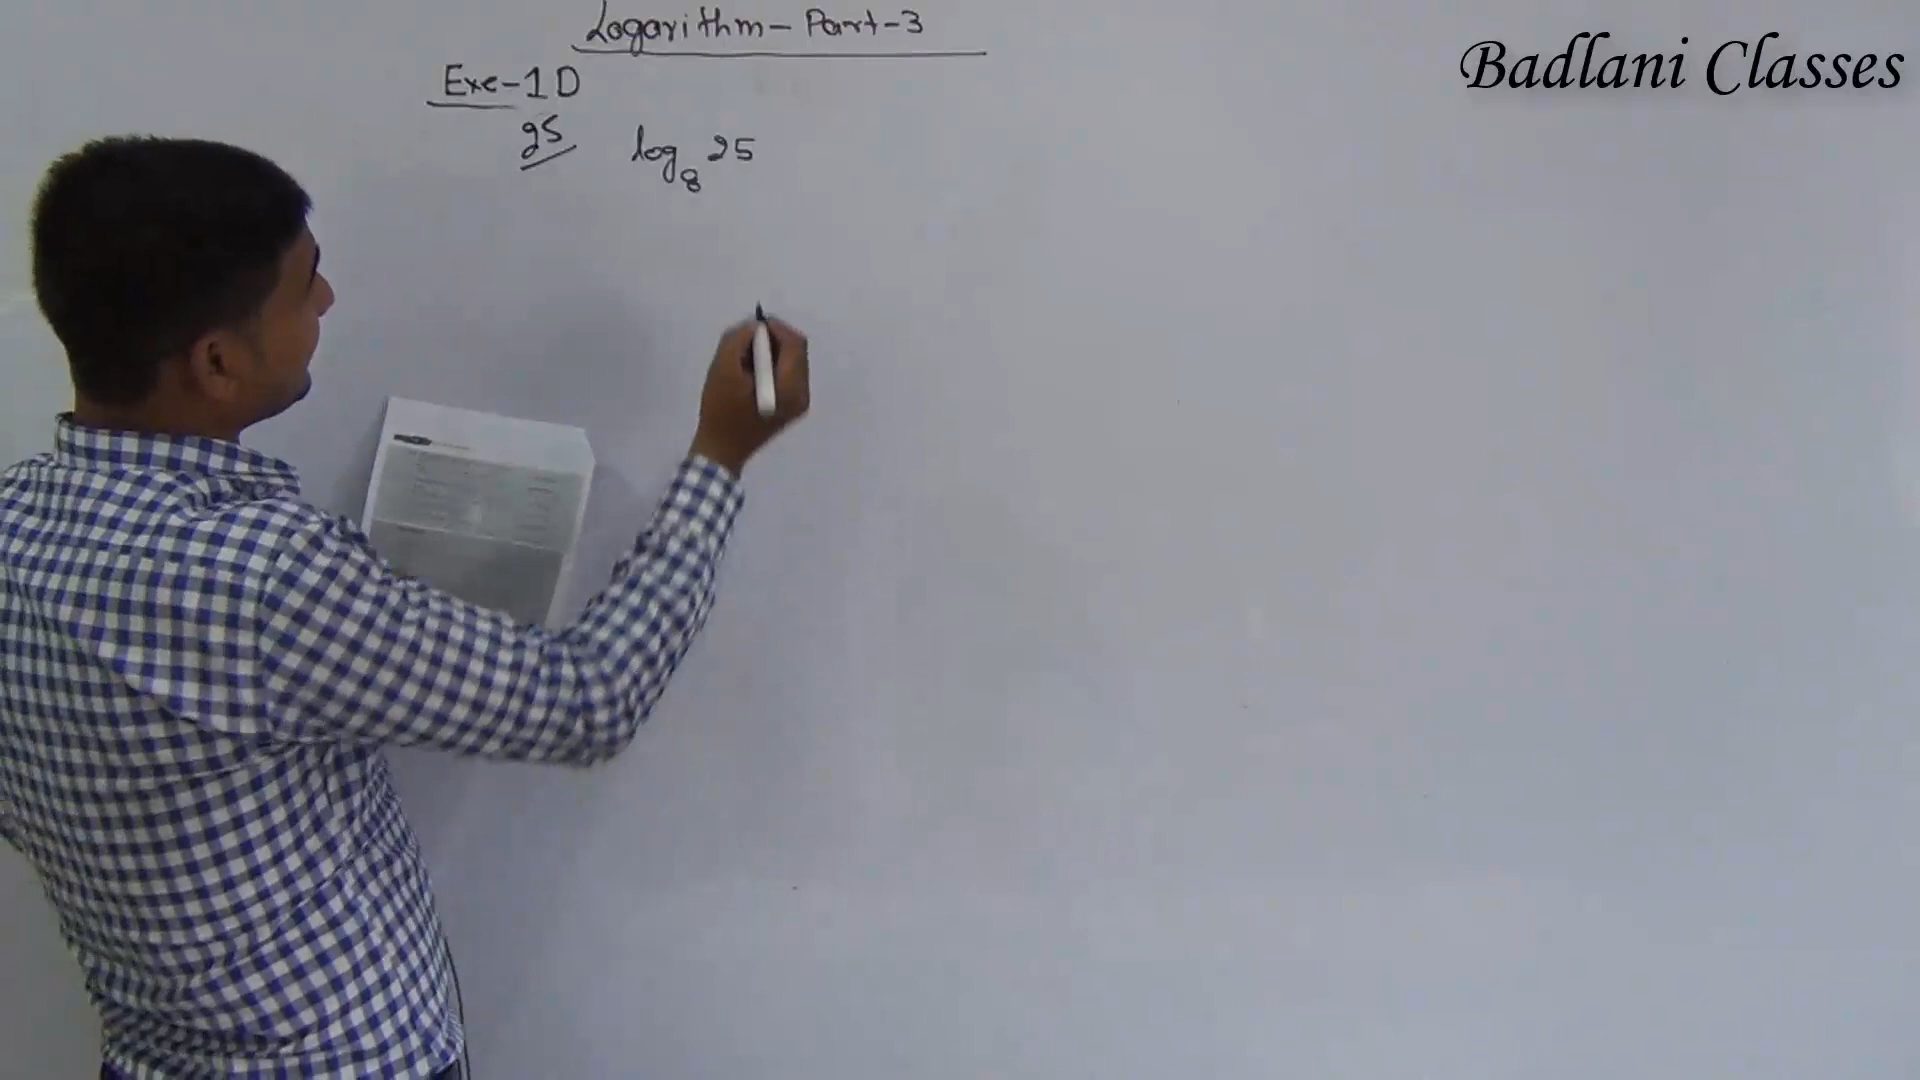 Logarithm - Part-3
Badlani Classes
Exe-1D
25 log₈ 25